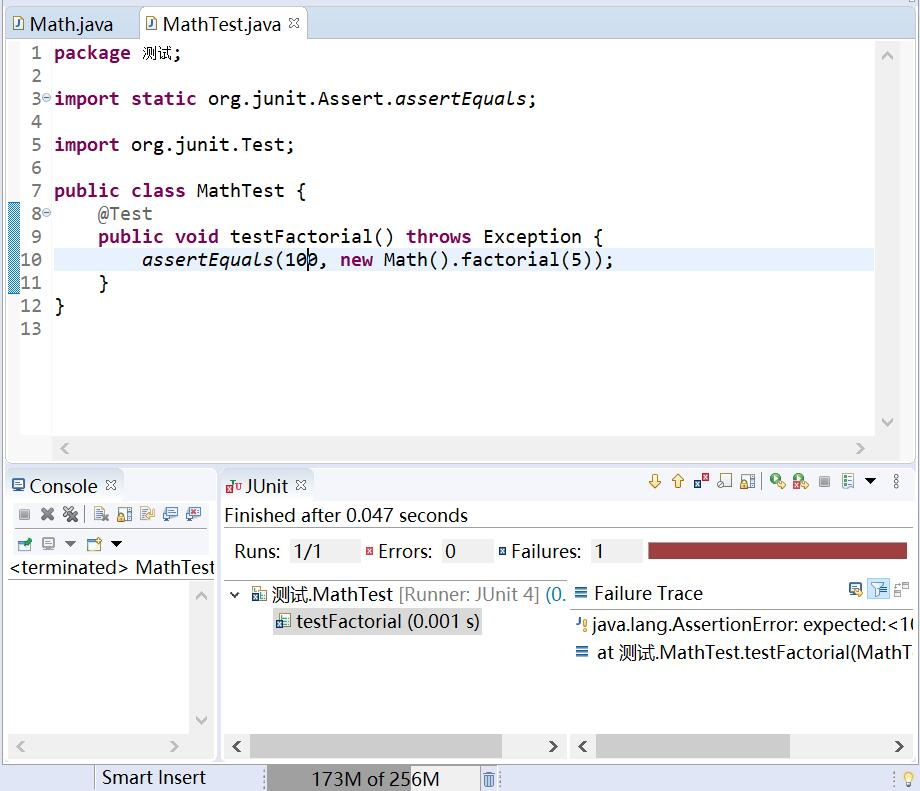 Math.java MathTest.java
1 package 测试;
2
3 import static org.junit.Assert.assertEquals;
4
5 import org.junit.Test;
6
7 public class MathTest {
8 @Test
9 public void testFactorial() throws Exception {
10 assertEquals(100, new Math().factorial(5));
11 }
12 }
13
Console
<terminated> MathTest
JUnit
Finished after 0.047 seconds
Runs: 1/1 Errors: 0 Failures: 1
测试.MathTest [Runner: JUnit 4] (0.
testFactorial (0.001 s)
Failure Trace
java.lang.AssertionError: expected:<10
at 测试.MathTest.testFactorial(MathT
Smart Insert 173M of 256M